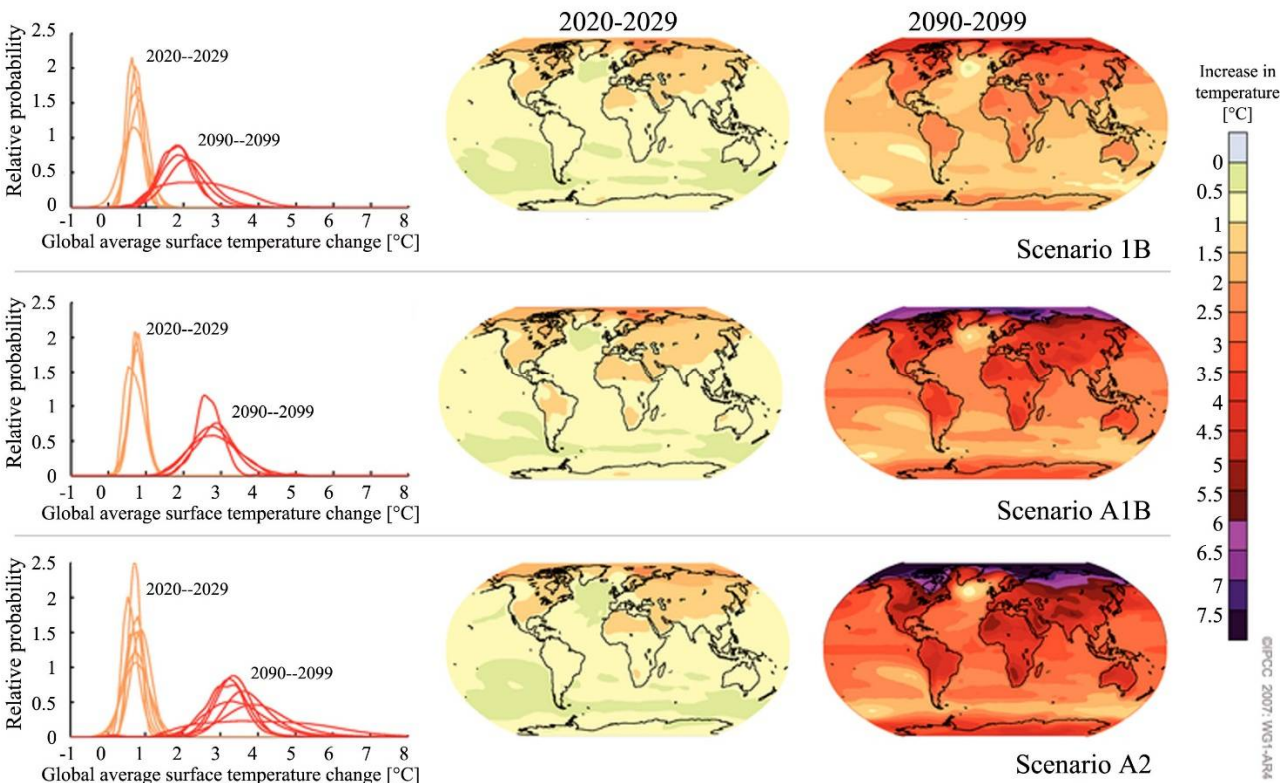 2020-2029
2090-2099
Relative probability
2.5
2
1.5
1
0.5
0
2020--2029
2090--2099
-1 0 1 2 3 4 5 6 7 8
Global average surface temperature change [°C]
Scenario 1B
Relative probability
2.5
2
1.5
1
0.5
0
2020--2029
2090--2099
-1 0 1 2 3 4 5 6 7 8
Global average surface temperature change [°C]
Scenario A1B
Relative probability
2.5
2
1.5
1
0.5
0
2020--2029
2090--2099
-1 0 1 2 3 4 5 6 7 8
Global average surface temperature change [°C]
Scenario A2
Increase in
temperature
[°C]
0
0.5
1
1.5
2
2.5
3
3.5
4
4.5
5
5.5
6
6.5
7
7.5
©IPCC 2007: WG1-AR4